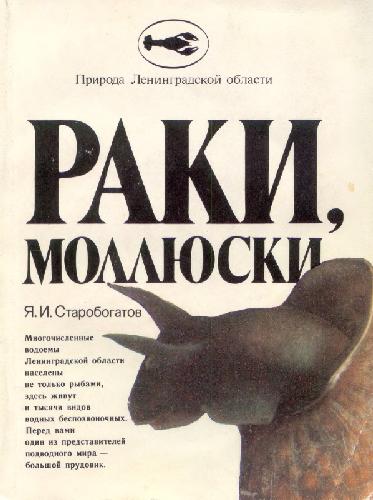 Природа Ленинградской области
РАКИ,
МОЛЛЮСКИ
Я. И. Старобогатов
Многочисленные
водоемы
Ленинградской области
населены
не только рыбами,
здесь живут
и тысячи видов
водных беспозвоночных.
Перед вами
один из представителей
подводного мира —
большой прудовик.